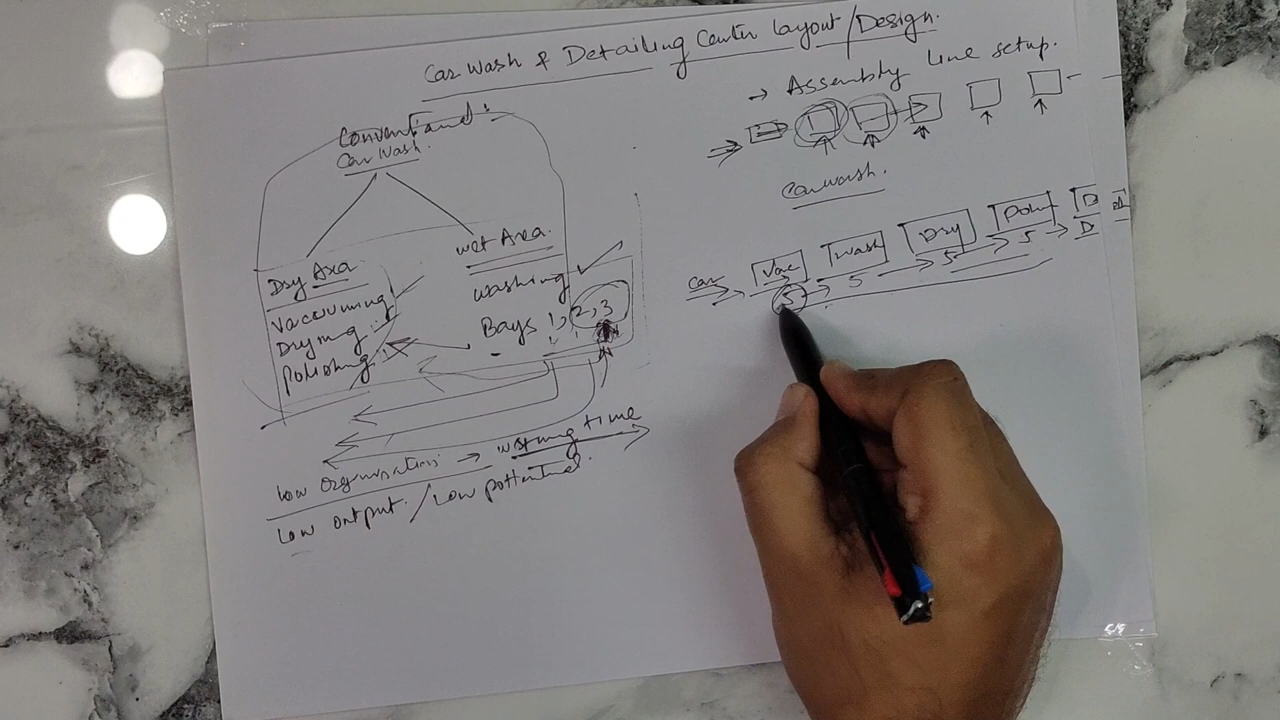 Car Wash & Detailing Center Layout/Design.
Conventional:
Car Wash.
Dry Area
Vacuuming
Drying
Polishing
Wet Area.
Washing
Bays 1, 2, 3
Low Organisation → wasting time
Low output. / Low pottential.
→ Assembly Line setup.
Carwash.
Car Vac Wash Dry Polish D
5 5 5 5 D